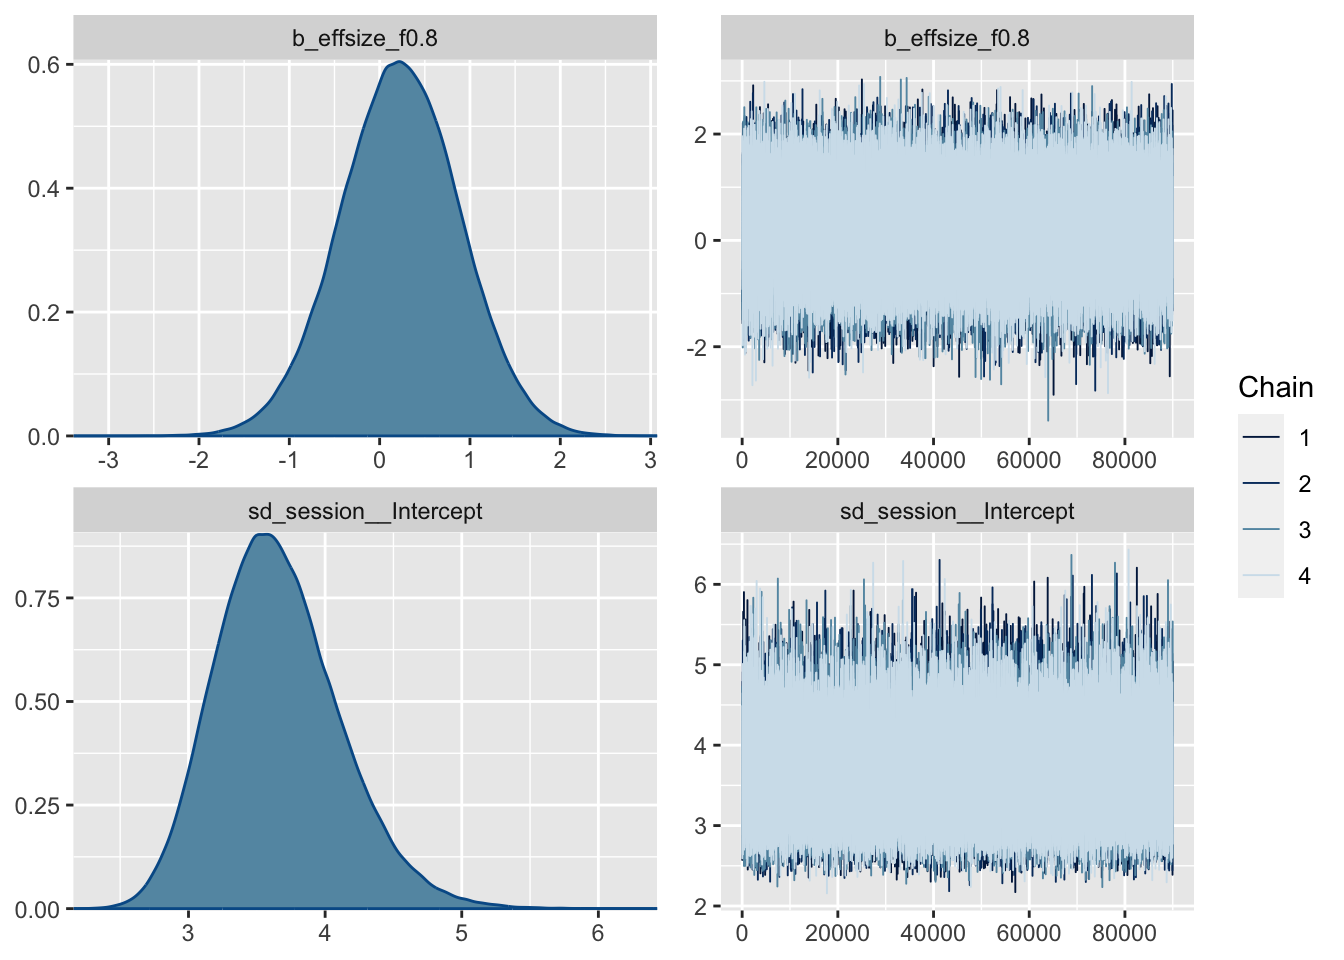 b_effsize_f0.8
0.6
0.4
0.2
0.0
-3 -2 -1 0 1 2 3
b_effsize_f0.8
2
0
-2
0 20000 40000 60000 80000
sd_session__Intercept
0.75
0.50
0.25
0.00
3 4 5 6
sd_session__Intercept
6
5
4
3
2
0 20000 40000 60000 80000
Chain
1
2
3
4